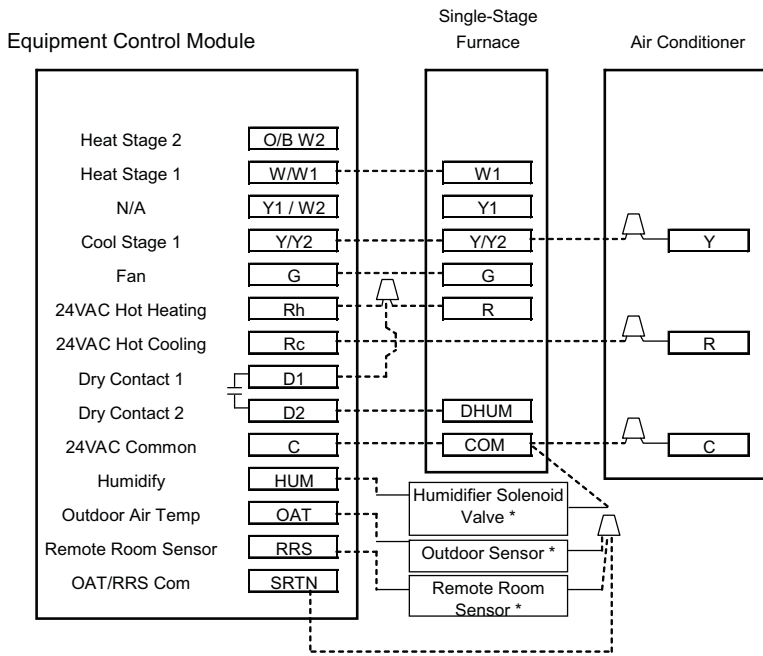 Single-Stage
Furnace
Equipment Control Module
Air Conditioner
Heat Stage 2 O/B W2
Heat Stage 1 W/W1 W1
N/A Y1 / W2 Y1
Cool Stage 1 Y/Y2 Y/Y2 Y
Fan G G
24VAC Hot Heating Rh R
24VAC Hot Cooling Rc R
Dry Contact 1 D1
Dry Contact 2 D2 DHUM
24VAC Common C COM C
Humidify HUM
Humidifier Solenoid
Valve *
Outdoor Air Temp OAT
Outdoor Sensor *
Remote Room Sensor RRS
Remote Room
Sensor *
OAT/RRS Com SRTN